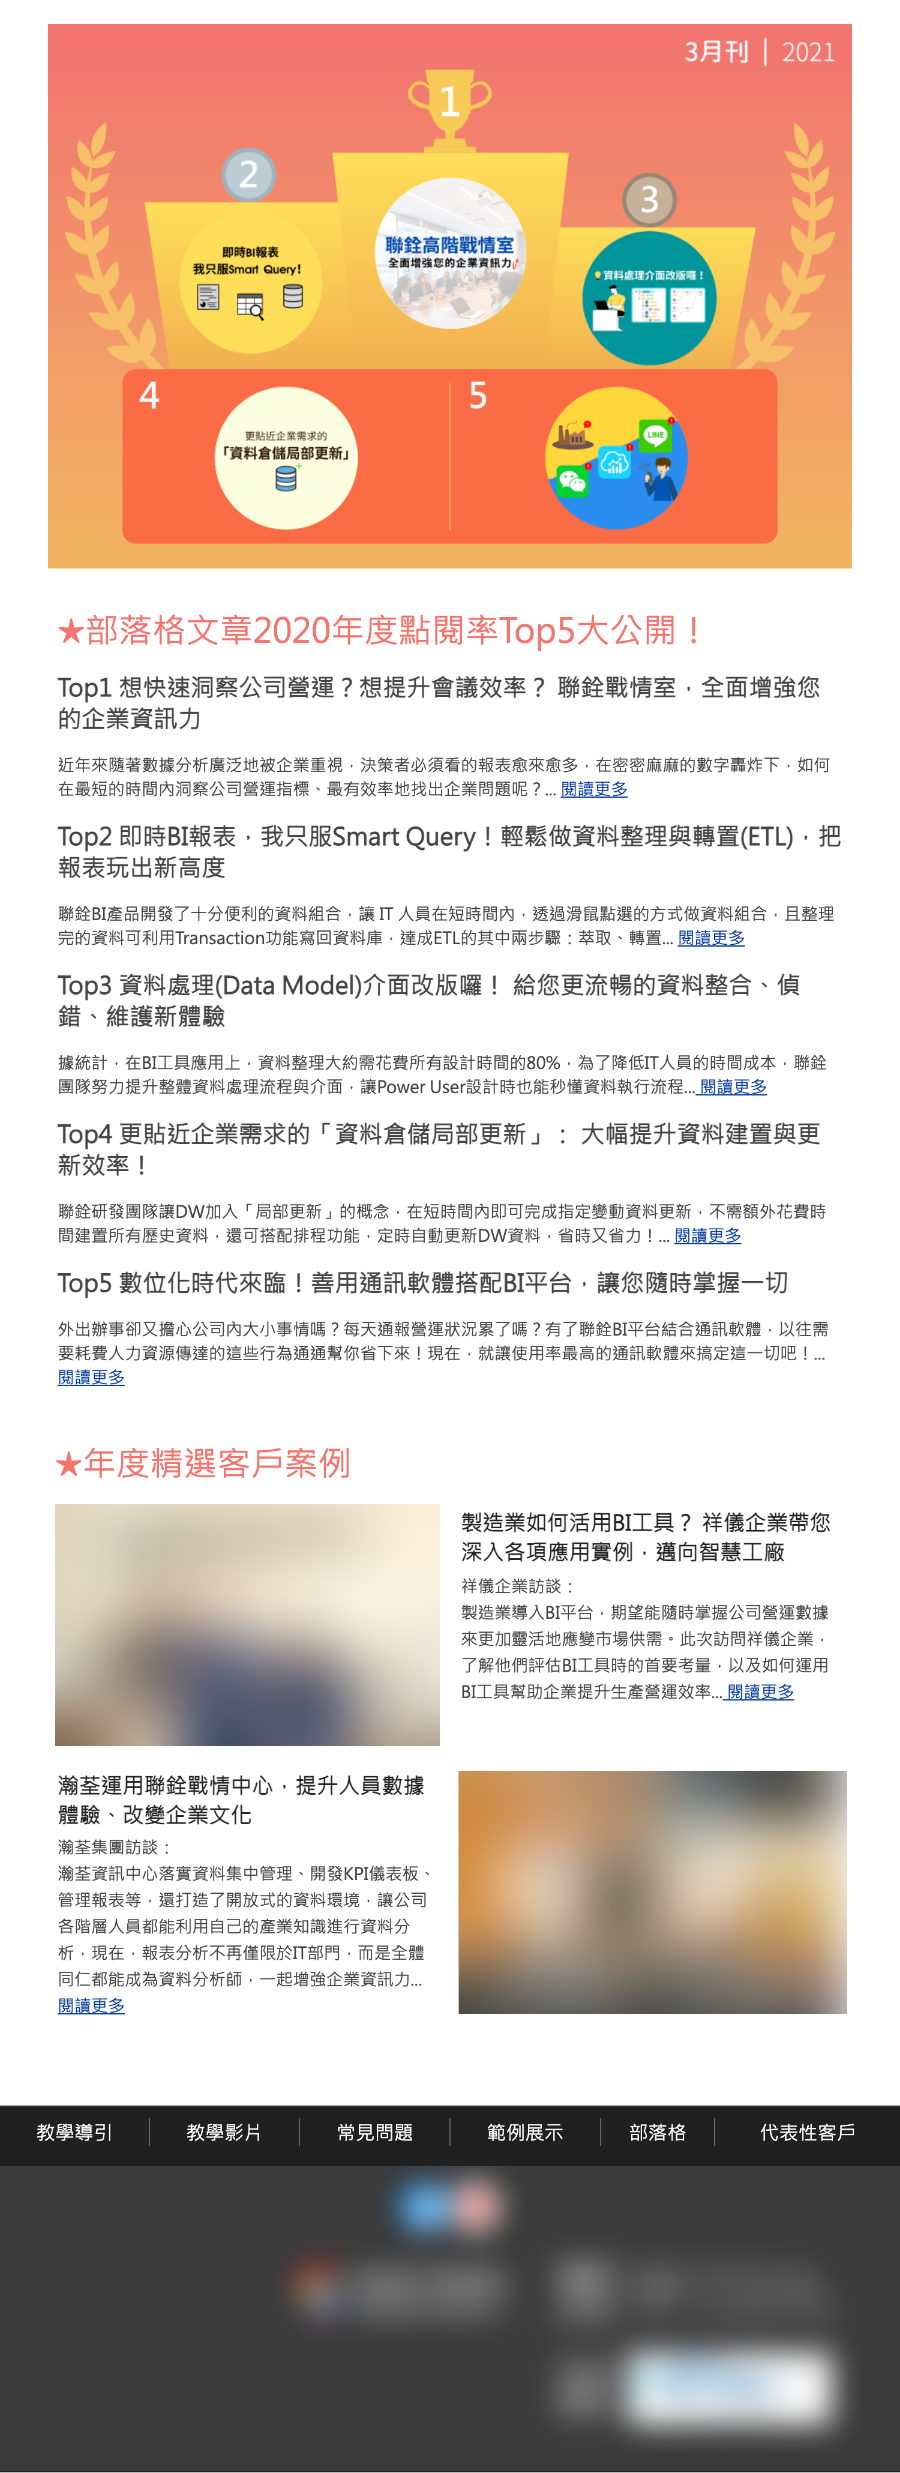 3月刊 | 2021
1
2
3
即時BI報表
我只服Smart Query!
聯銓高階戰情室
全面增強您的企業資訊力
資料處理介面改版囉！
4
5
更貼近企業需求的
「資料倉儲局部更新」
LINE
★部落格文章2020年度點閱率Top5大公開！
Top1 想快速洞察公司營運？想提升會議效率？ 聯銓戰情室，全面增強您
的企業資訊力
近年來隨著數據分析廣泛地被企業重視，決策者必須看的報表愈來愈多，在密密麻麻的數字轟炸下，如何
在最短的時間內洞察公司營運指標、最有效率地找出企業問題呢？... 閱讀更多
Top2 即時BI報表，我只服Smart Query！輕鬆做資料整理與轉置(ETL)，把
報表玩出新高度
聯銓BI產品開發了十分便利的資料組合，讓 IT 人員在短時間內，透過滑鼠點選的方式做資料組合，且整理
完的資料可利用Transaction功能寫回資料庫，達成ETL的其中兩步驟：萃取、轉置... 閱讀更多
Top3 資料處理(Data Model)介面改版囉！ 給您更流暢的資料整合、偵
錯、維護新體驗
據統計，在BI工具應用上，資料整理大約需花費所有設計時間的80%，為了降低IT人員的時間成本，聯銓
團隊努力提升整體資料處理流程與介面，讓Power User設計時也能秒懂資料執行流程... 閱讀更多
Top4 更貼近企業需求的「資料倉儲局部更新」： 大幅提升資料建置與更
新效率！
聯銓研發團隊讓DW加入「局部更新」的概念，在短時間內即可完成指定變動資料更新，不需額外花費時
間建置所有歷史資料，還可搭配排程功能，定時自動更新DW資料，省時又省力！... 閱讀更多
Top5 數位化時代來臨！善用通訊軟體搭配BI平台，讓您隨時掌握一切
外出辦事卻又擔心公司內大小事情嗎？每天通報營運狀況累了嗎？有了聯銓BI平台結合通訊軟體，以往需
要耗費人力資源傳達的這些行為通通幫你省下來！現在，就讓使用率最高的通訊軟體來搞定這一切吧！...
閱讀更多
★年度精選客戶案例
製造業如何活用BI工具？ 祥儀企業帶您
深入各項應用實例，邁向智慧工廠
祥儀企業訪談：
製造業導入BI平台，期望能隨時掌握公司營運數據
來更加靈活地應變市場供需。此次訪問祥儀企業，
了解他們評估BI工具時的首要考量，以及如何運用
BI工具幫助企業提升生產營運效率... 閱讀更多
瀚荃運用聯銓戰情中心，提升人員數據
體驗、改變企業文化
瀚荃集團訪談：
瀚荃資訊中心落實資料集中管理、開發KPI儀表板、
管理報表等，還打造了開放式的資料環境，讓公司
各階層人員都能利用自己的產業知識進行資料分
析，現在，報表分析不再僅限於IT部門，而是全體
同仁都能成為資料分析師，一起增強企業資訊力...
閱讀更多
教學導引 | 教學影片 | 常見問題 | 範例展示 | 部落格 | 代表性客戶